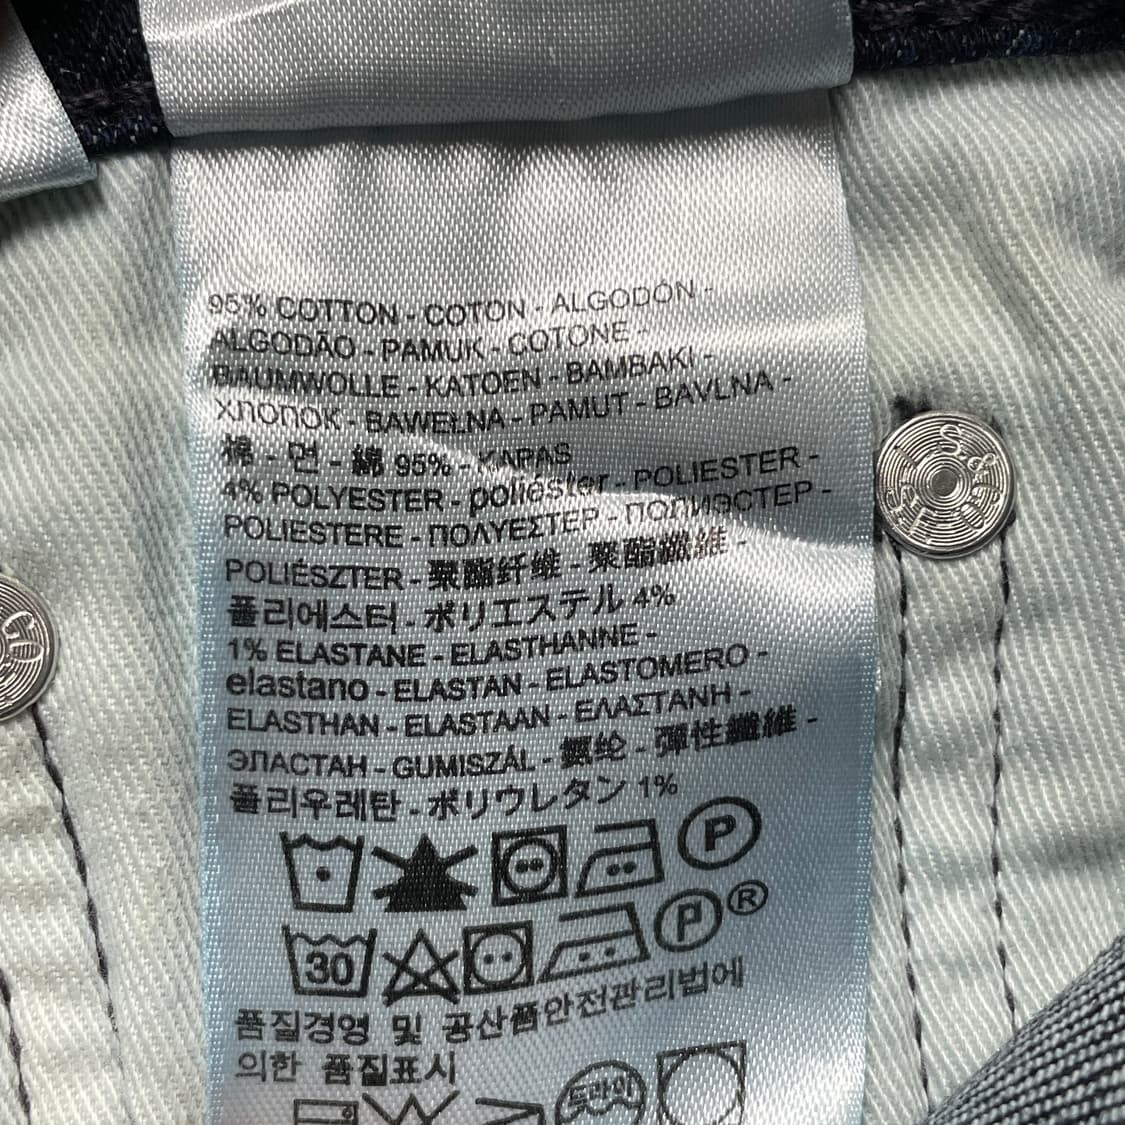 95% COTTON - COTON - ALGODÓN -
ALGODÃO - PAMUK - COTONE -
BAUMWOLLE - KATOEN - BAMBAKI -
ХЛОПОК - BAWEŁNA - PAMUT - BAVLNA -
棉 - 면 - 綿 95% - KAPAS
4% POLYESTER - poliéster - POLIESTER -
POLIESTERE - ΠΟΛΥΕΣΤΕΡ - ПОЛИЭСТЕР -
POLIÉSZTER - 聚酯纤维 - 聚酯纖維 -
폴리에스터 - ポリエステル 4%
1% ELASTANE - ELASTHANNE -
elastano - ELASTAN - ELASTOMERO -
ELASTHAN - ELASTAAN - ΕΛΑΣΤΑΝΗ -
ЭЛАСТАН - GUMISZÁL - 氨纶 - 彈性纖維 -
폴리우레탄 - ポリウレタン 1%
P
30 P ®
품질경영 및 공산품안전관리법에
의한 품질표시
드라이